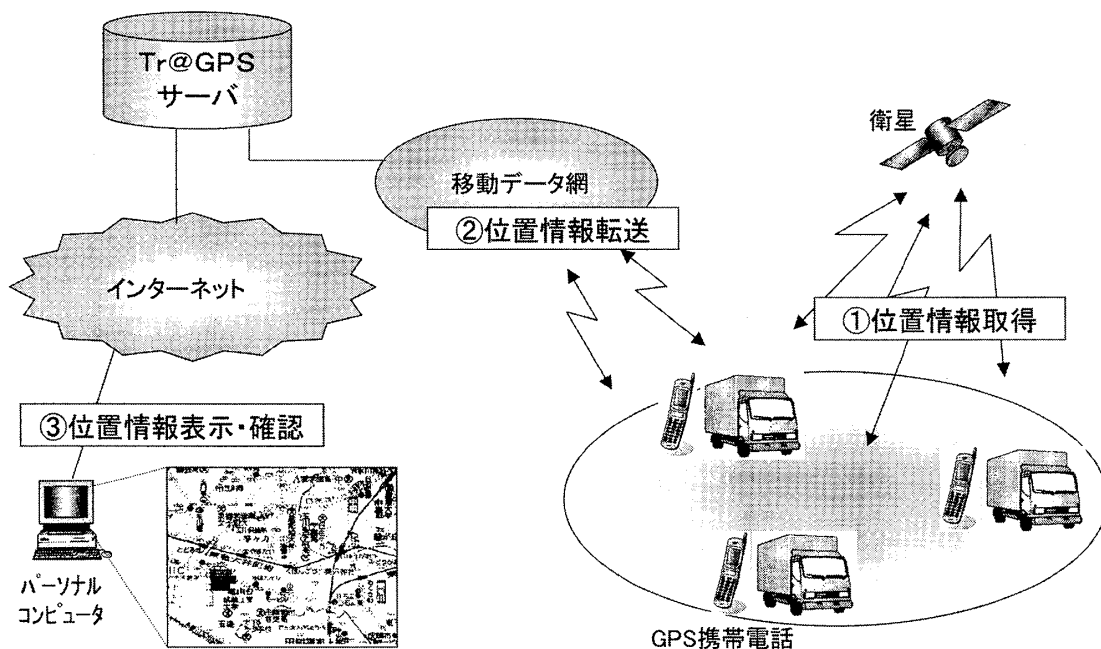 Tr@GPS
サーバ
衛星
移動データ網
②位置情報転送
インターネット
①位置情報取得
③位置情報表示・確認
パーソナル
コンピュータ
GPS携帯電話